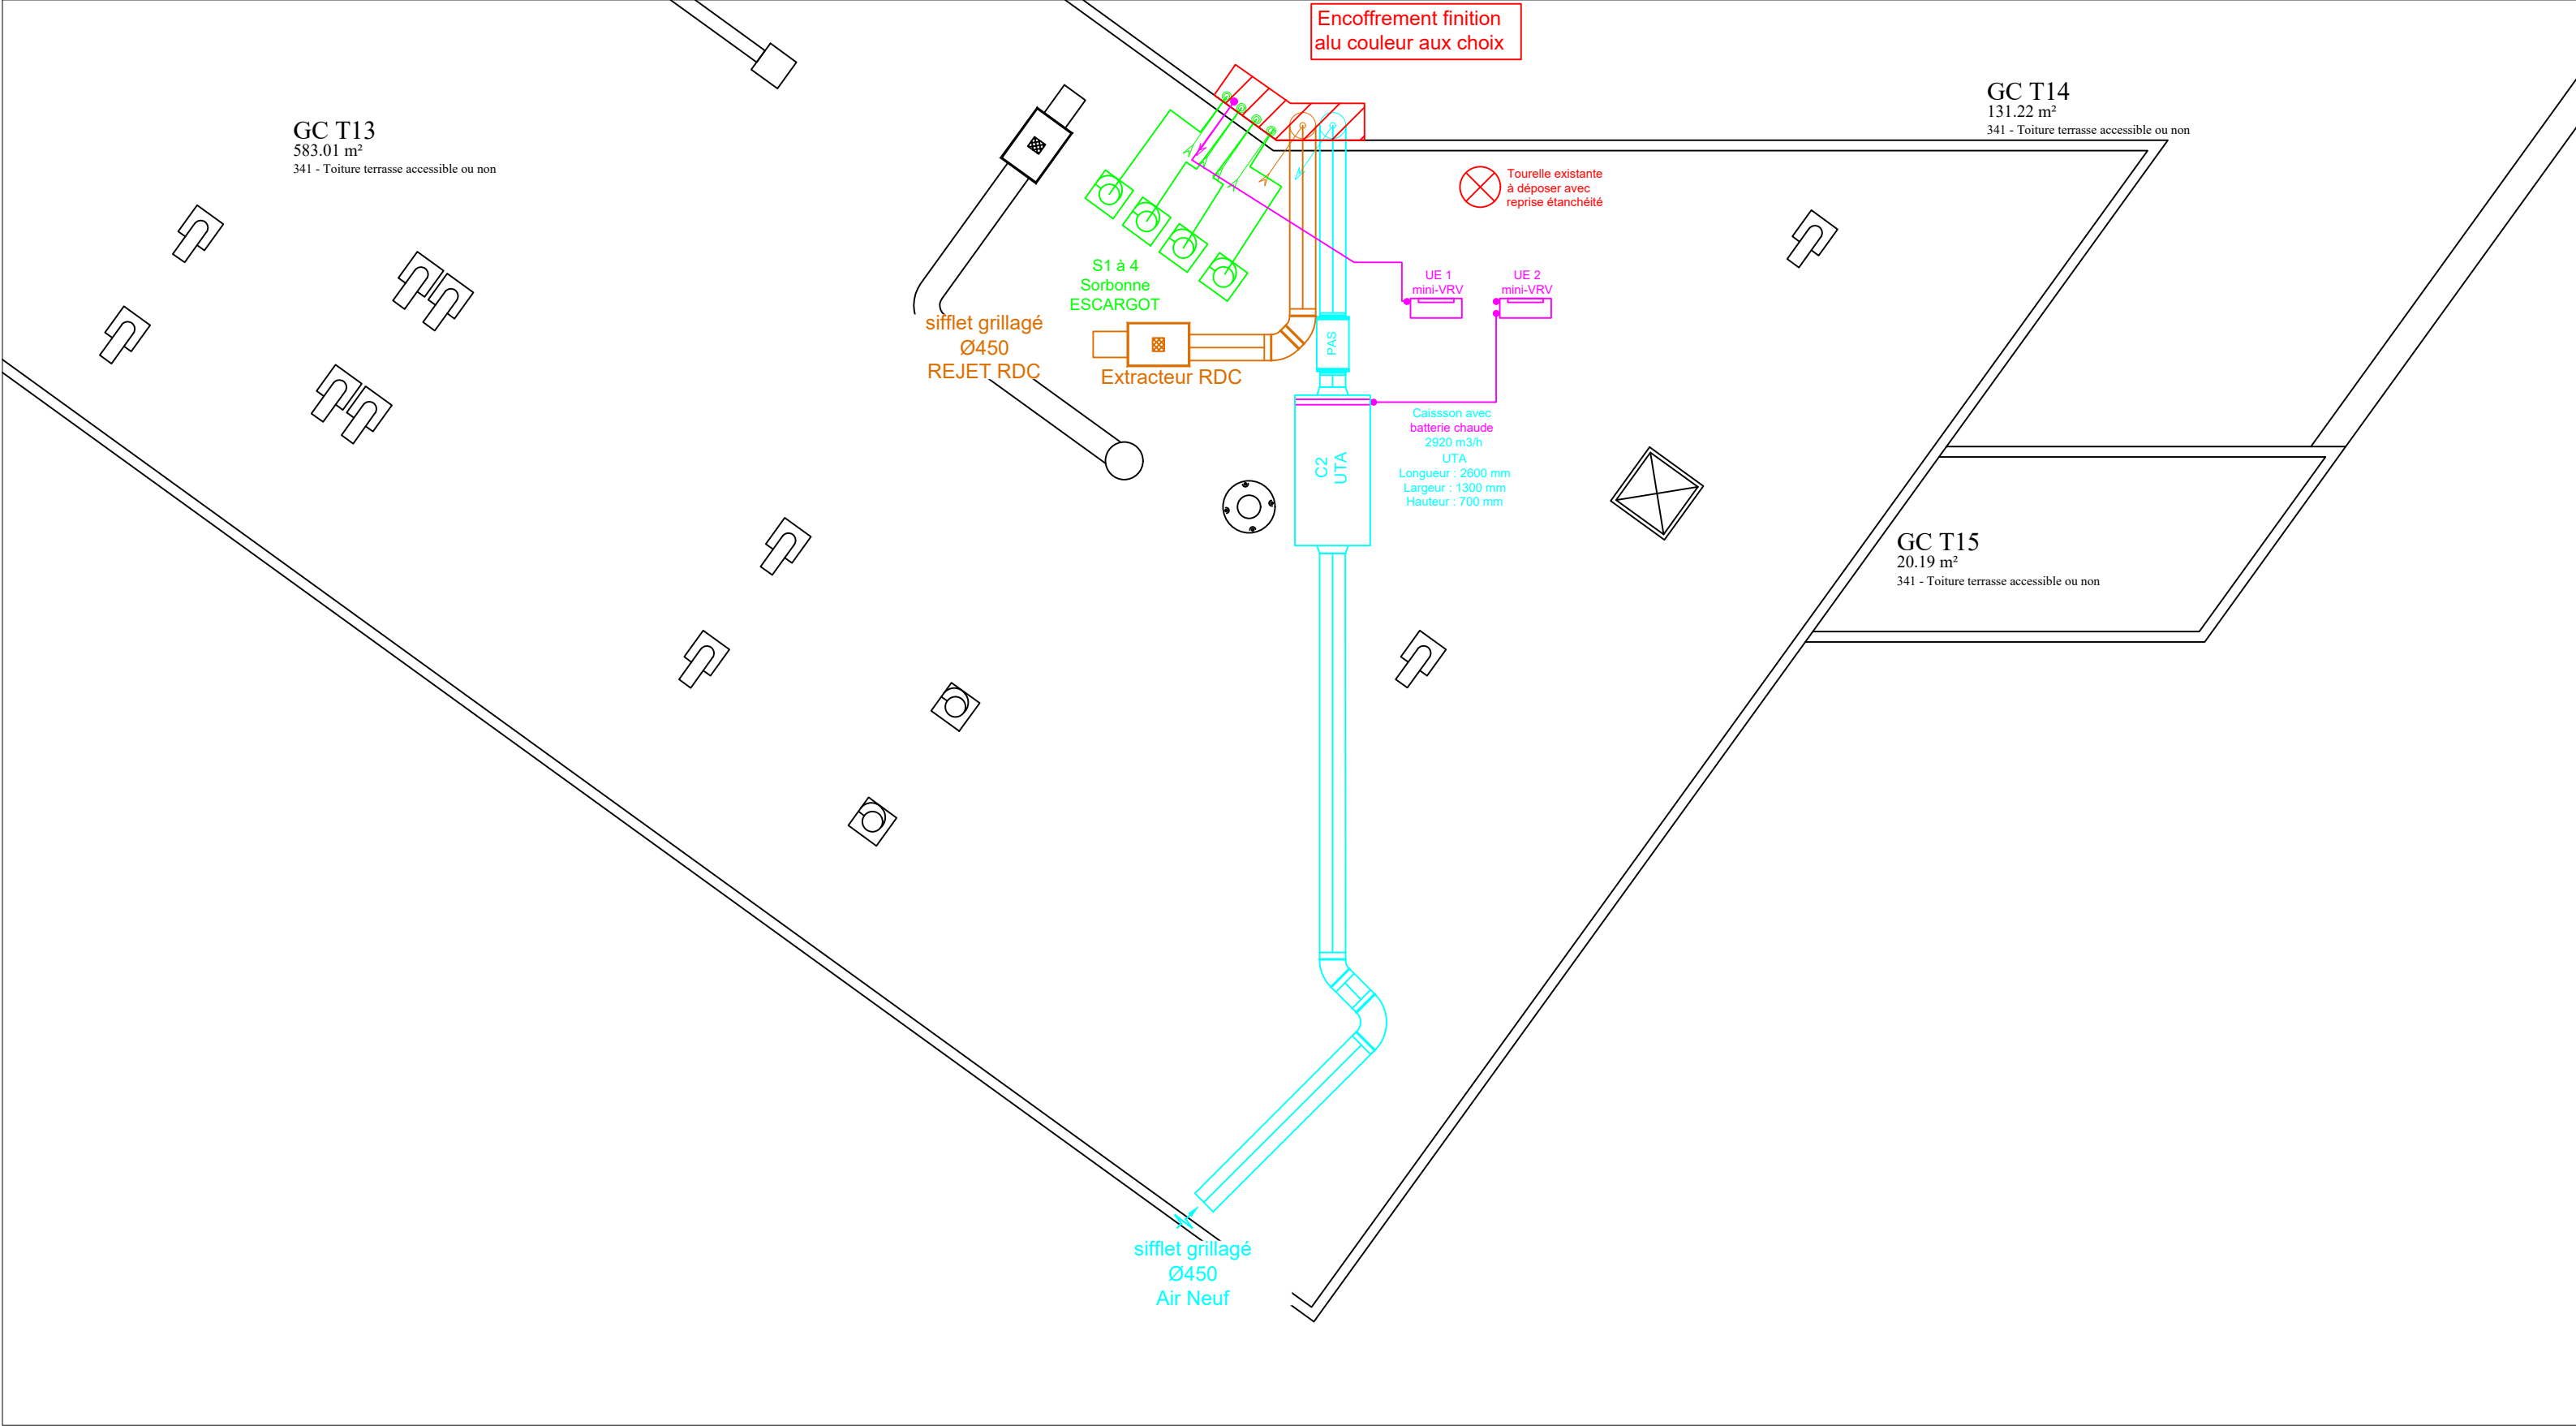 Encoffrement finition
alu couleur aux choix
GC T14
131.22 m²
341 - Toiture terrasse accessible ou non
GC T13
583.01 m²
341 - Toiture terrasse accessible ou non
Tourelle existante
à déposer avec
reprise étanchéité
S1 à 4
Sorbonne
ESCARGOT
UE 1
mini-VRV
UE 2
mini-VRV
sifflet grillagé
Ø450
REJET RDC
Extracteur RDC
PAS
Caissson avec
batterie chaude
2920 m3/h
UTA
Longueur : 2600 mm
Largeur : 1300 mm
Hauteur : 700 mm
C2
UTA
GC T15
20.19 m²
341 - Toiture terrasse accessible ou non
sifflet grillagé
Ø450
Air Neuf